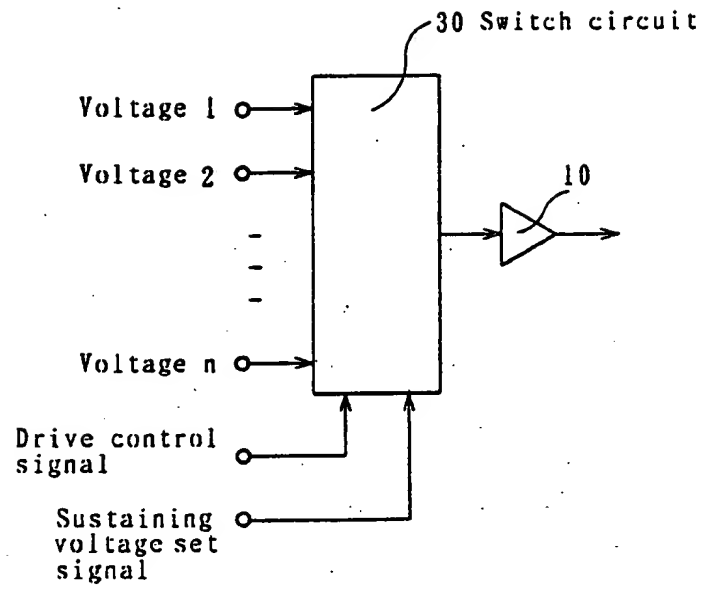 30 Switch circuit
Voltage 1
10
Voltage 2
Voltage n
Drive control
signal
Sustaining
voltage set
signal